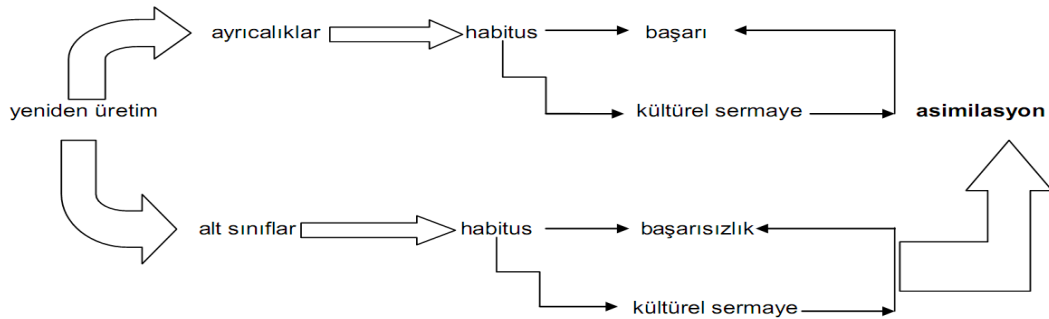 ayrıcalıklar habitus başarı
yeniden üretim kültürel sermaye asimilasyon
alt sınıflar habitus başarısızlık
kültürel sermaye